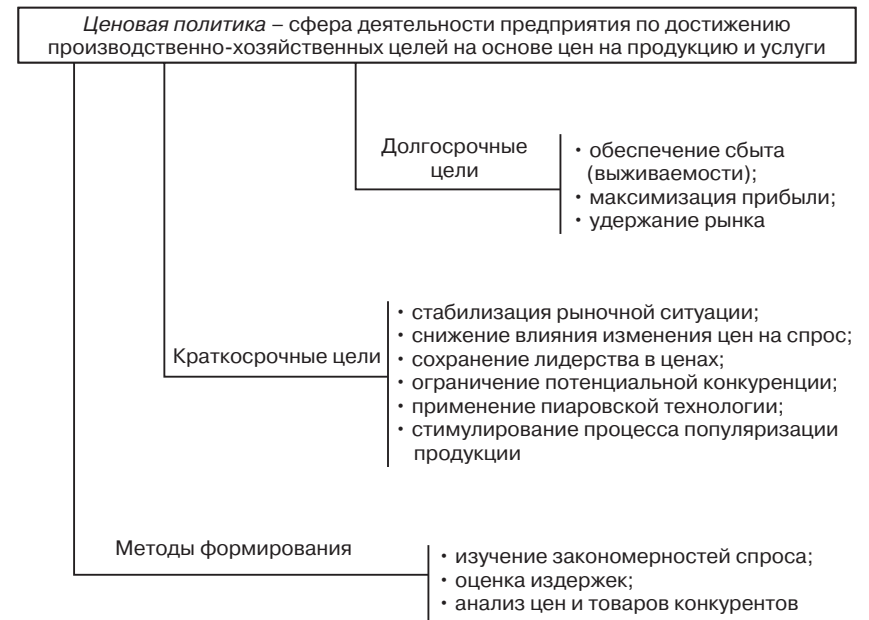 Ценовая политика – сфера деятельности предприятия по достижению
производственно-хозяйственных целей на основе цен на продукцию и услуги
Долгосрочные
цели
• обеспечение сбыта
(выживаемости);
• максимизация прибыли;
• удержание рынка
Краткосрочные цели
• стабилизация рыночной ситуации;
• снижение влияния изменения цен на спрос;
• сохранение лидерства в ценах;
• ограничение потенциальной конкуренции;
• применение пиаровской технологии;
• стимулирование процесса популяризации
продукции
Методы формирования
• изучение закономерностей спроса;
• оценка издержек;
• анализ цен и товаров конкурентов